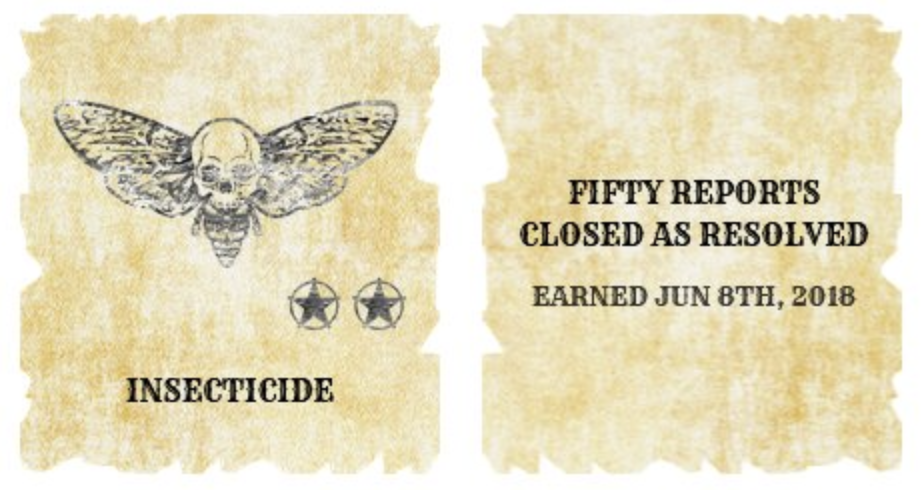 INSECTICIDE
FIFTY REPORTS
CLOSED AS RESOLVED
EARNED JUN 8TH, 2018